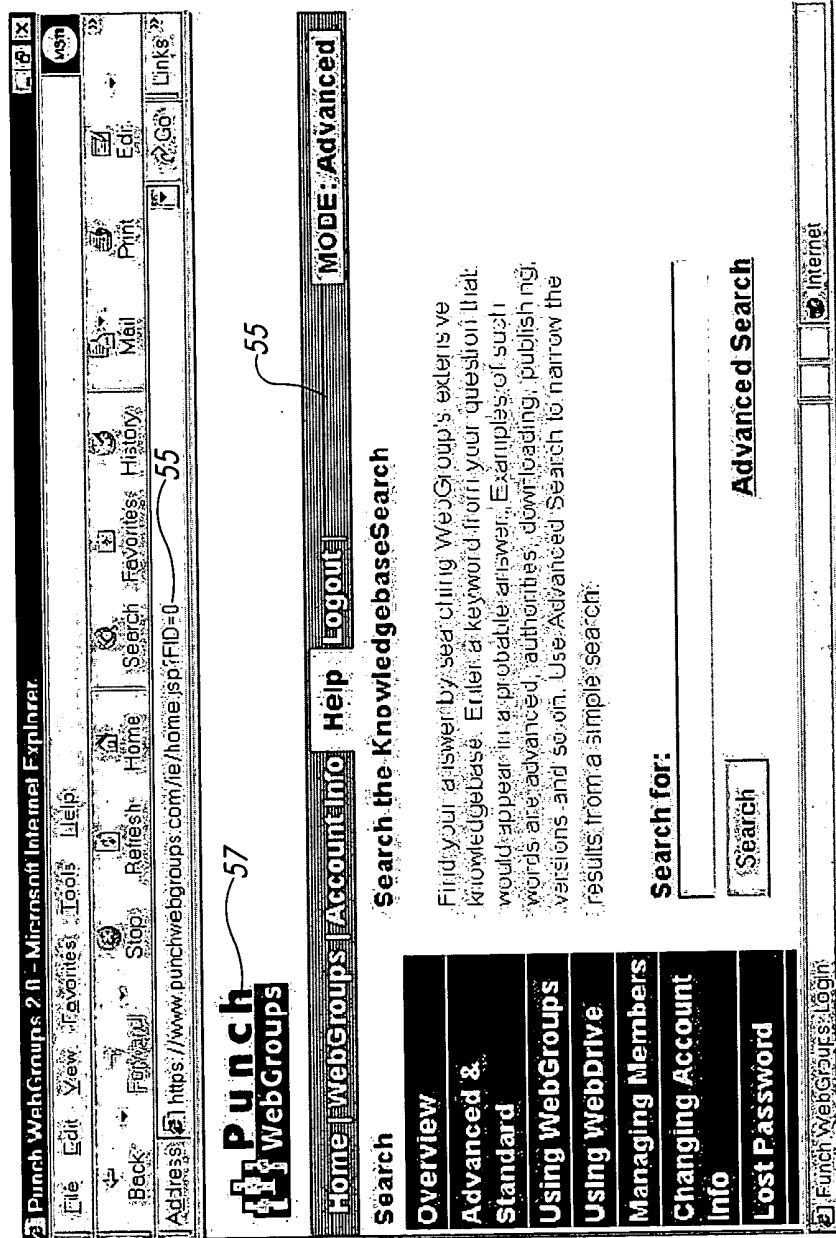 Punch WebGroups 2.0 - Microsoft Internet Explorer
File Edit View Favorites Tools Help
msn
Back Forward Stop Refresh Home Search Favorites History Mail Print Edit
Address https://www.punchwebgroups.com/ie/home.jsp?FID=0 Go Links
55
Punch
WebGroups
57
55
Home | WebGroups | Account Info Help Logout | MODE: Advanced
Search
Overview
Advanced &
Standard
Using WebGroups
Using WebDrive
Managing Members
Changing Account
Info
Lost Password
Search the KnowledgebaseSearch
Find your answer by searching WebGroup's extensive
knowledgebase. Enter a keyword from your question that
would appear in a probable answer. Examples of such
words are advanced, authorities, downloading, publishing,
versions and so on. Use Advanced Search to narrow the
results from a simple search.
Search for:
Search
Advanced Search
Punch WebGroups: Login Internet